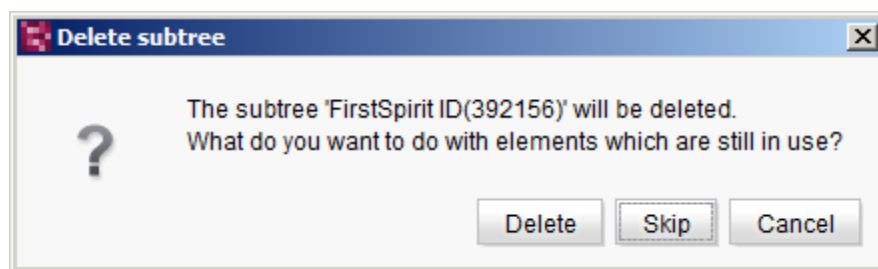 Delete subtree
The subtree 'FirstSpirit ID(392156)' will be deleted.
What do you want to do with elements which are still in use?
Delete Skip Cancel